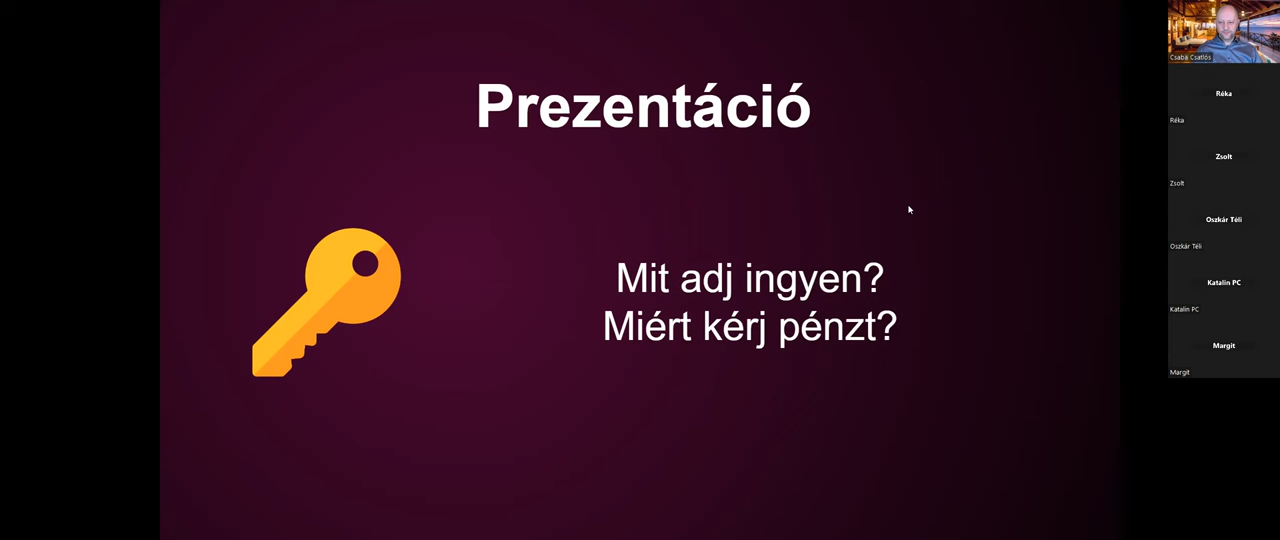 Prezentáció
Mit adj ingyen?
Miért kérj pénzt?
Csaba Csatlós
Réka
Réka
Zsolt
Zsolt
Oszkár Téli
Oszkár Téli
Katalin PC
Katalin PC
Margit
Margit